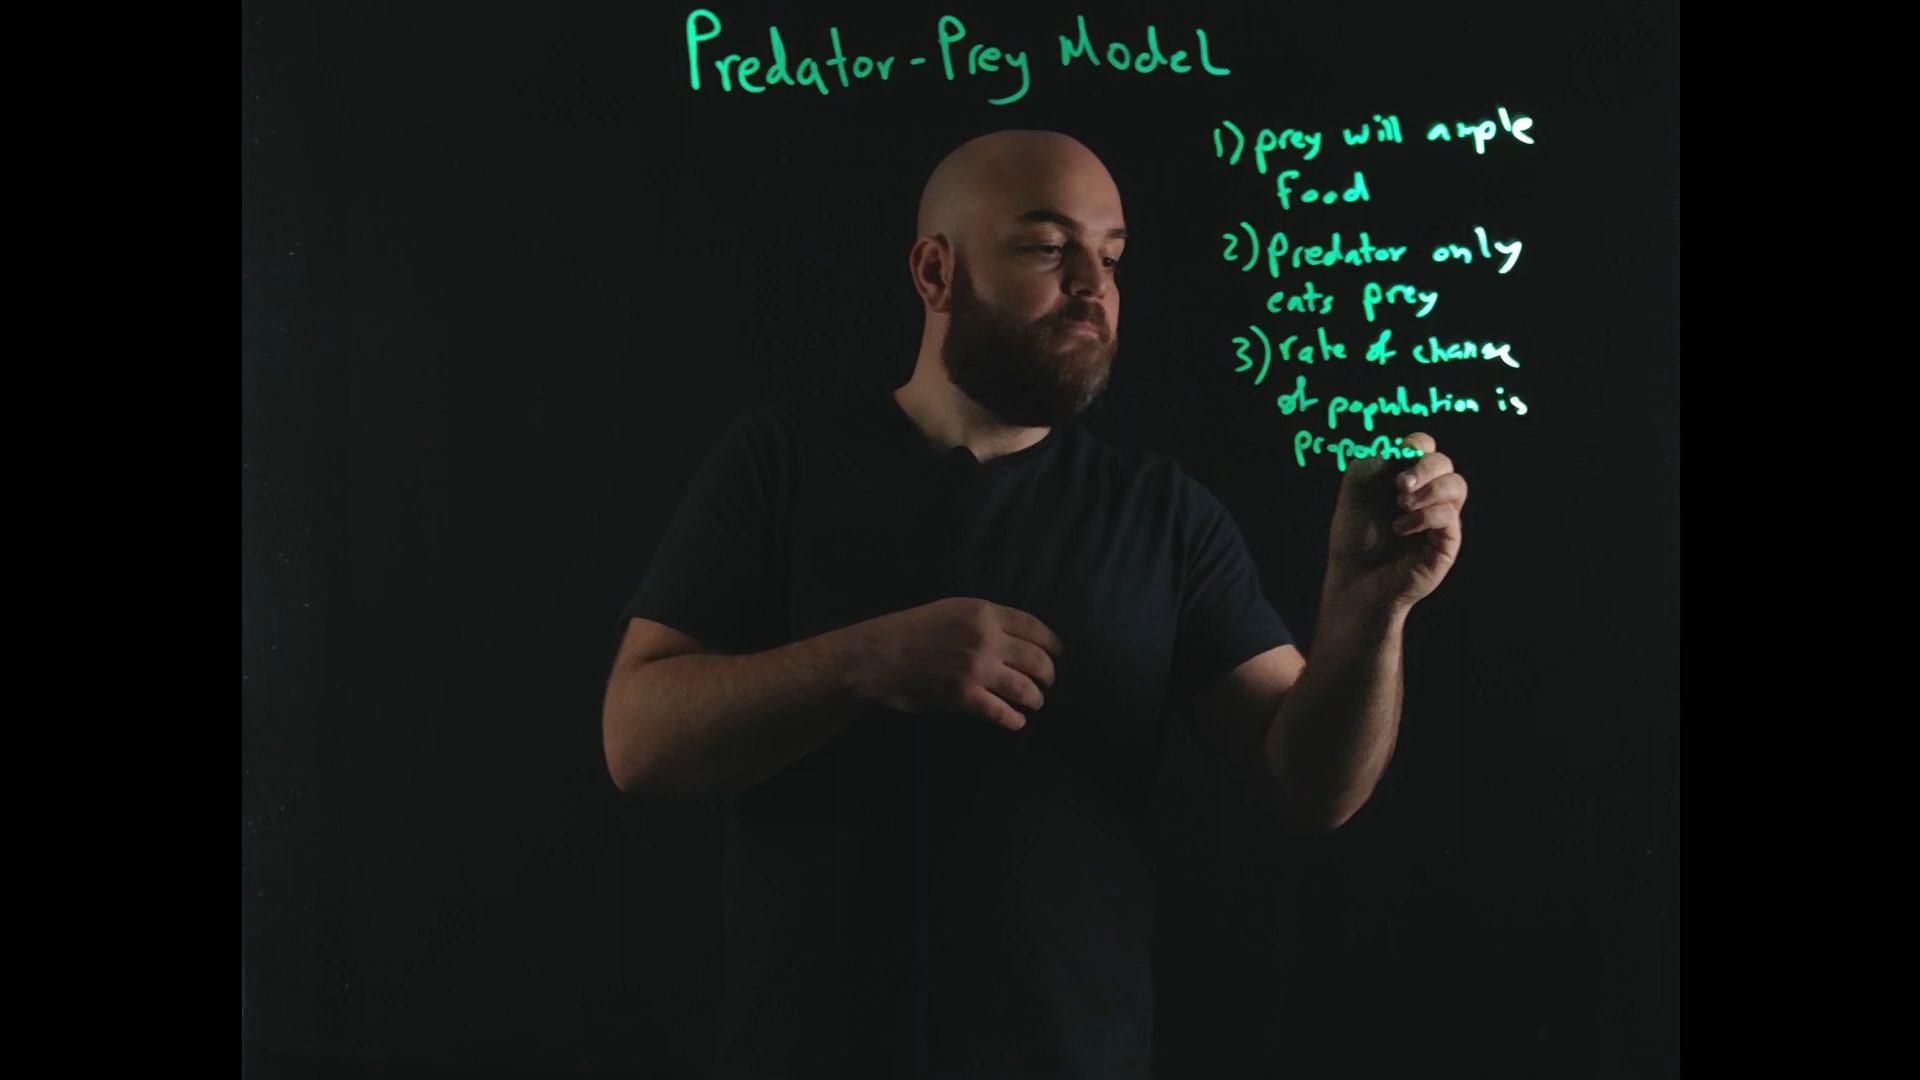 Predator-Prey Model
1) prey will ample
food
2) predator only
eats prey
3) rate of change
of population is
proportion